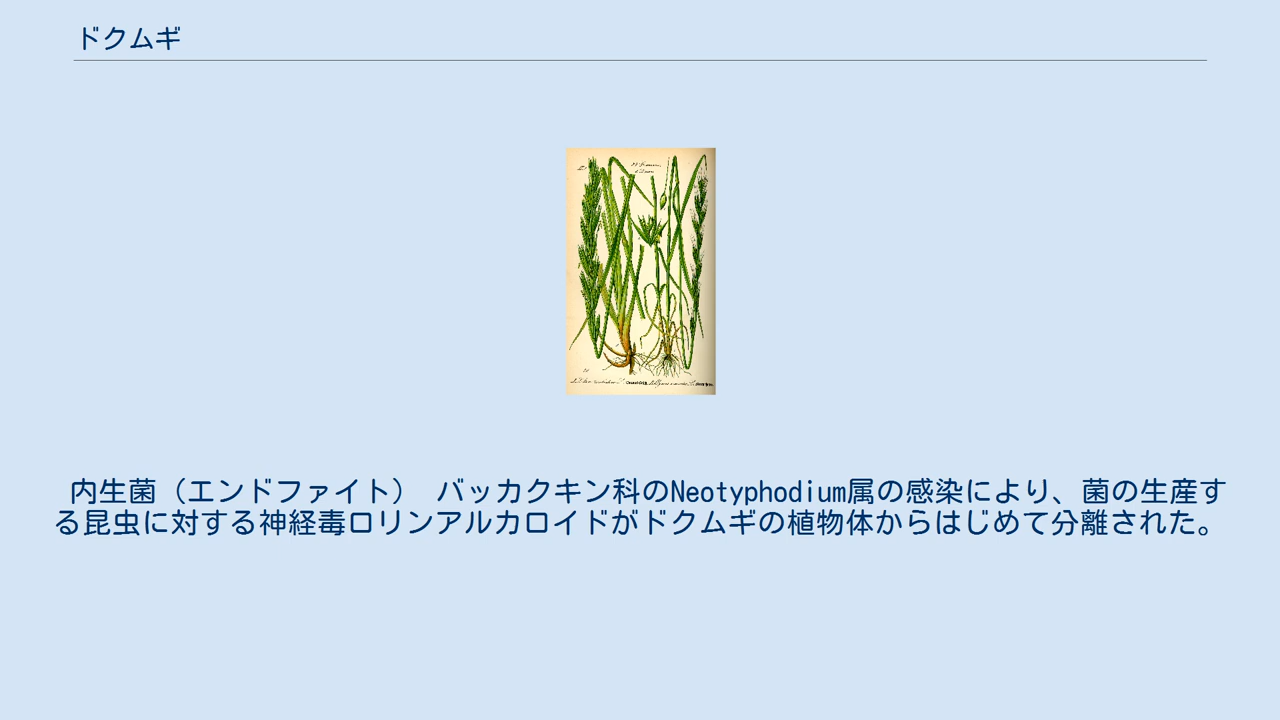 ドクムギ
内生菌（エンドファイト） バッカクキン科のNeotyphodium属の感染により、菌の生産す
る昆虫に対する神経毒ロリンアルカロイドがドクムギの植物体からはじめて分離された。